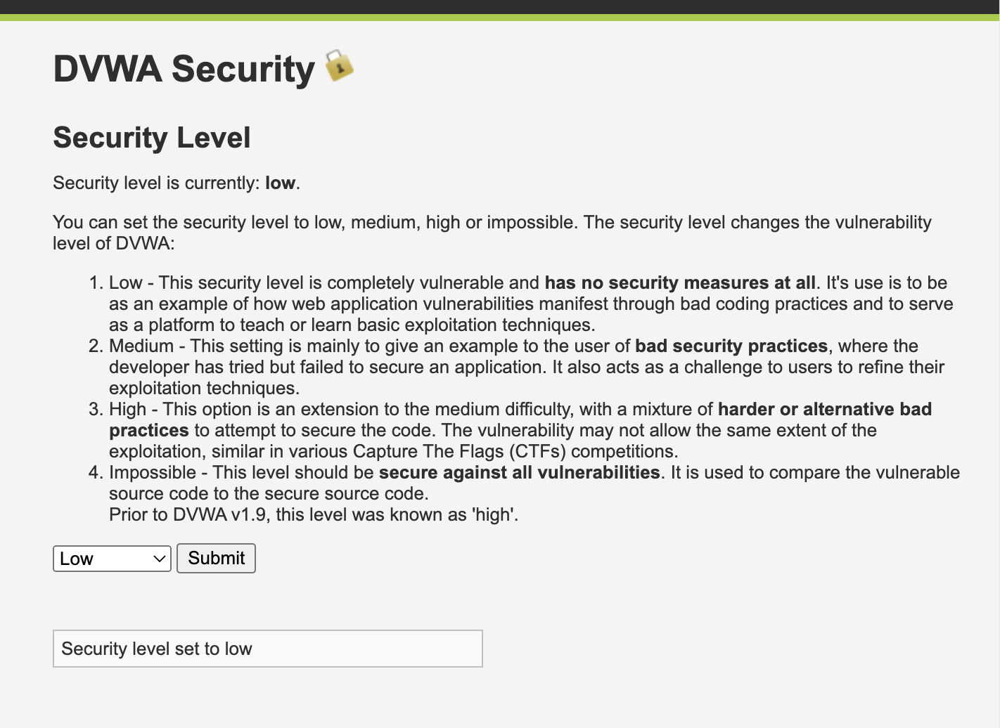 DVWA Security
Security Level
Security level is currently: low.
You can set the security level to low, medium, high or impossible. The security level changes the vulnerability
level of DVWA:
1. Low - This security level is completely vulnerable and has no security measures at all. It's use is to be
as an example of how web application vulnerabilities manifest through bad coding practices and to serve
as a platform to teach or learn basic exploitation techniques.
2. Medium - This setting is mainly to give an example to the user of bad security practices, where the
developer has tried but failed to secure an application. It also acts as a challenge to users to refine their
exploitation techniques.
3. High - This option is an extension to the medium difficulty, with a mixture of harder or alternative bad
practices to attempt to secure the code. The vulnerability may not allow the same extent of the
exploitation, similar in various Capture The Flags (CTFs) competitions.
4. Impossible - This level should be secure against all vulnerabilities. It is used to compare the vulnerable
source code to the secure source code.
Prior to DVWA v1.9, this level was known as 'high'.
Low Submit
Security level set to low